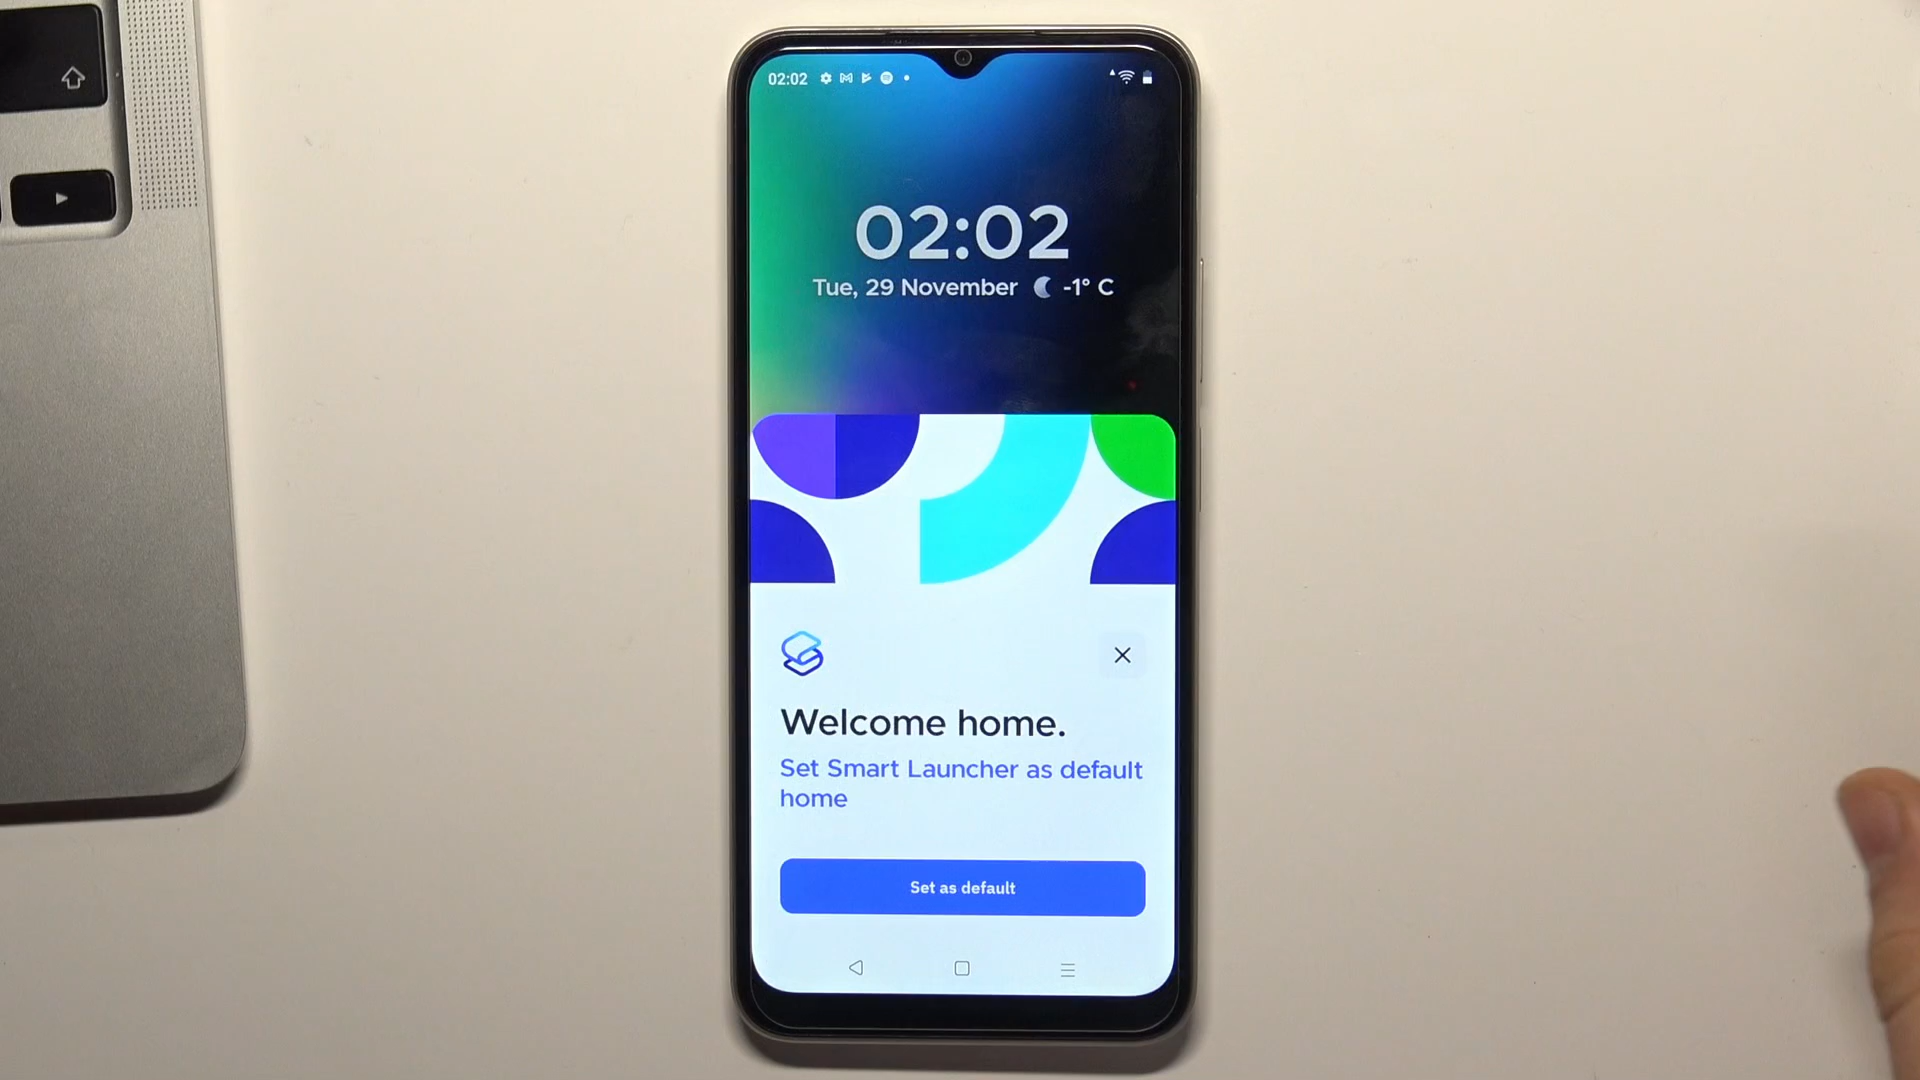 02:02
02:02
Tue, 29 November -1° C
Welcome home.
Set Smart Launcher as default
home
Set as default